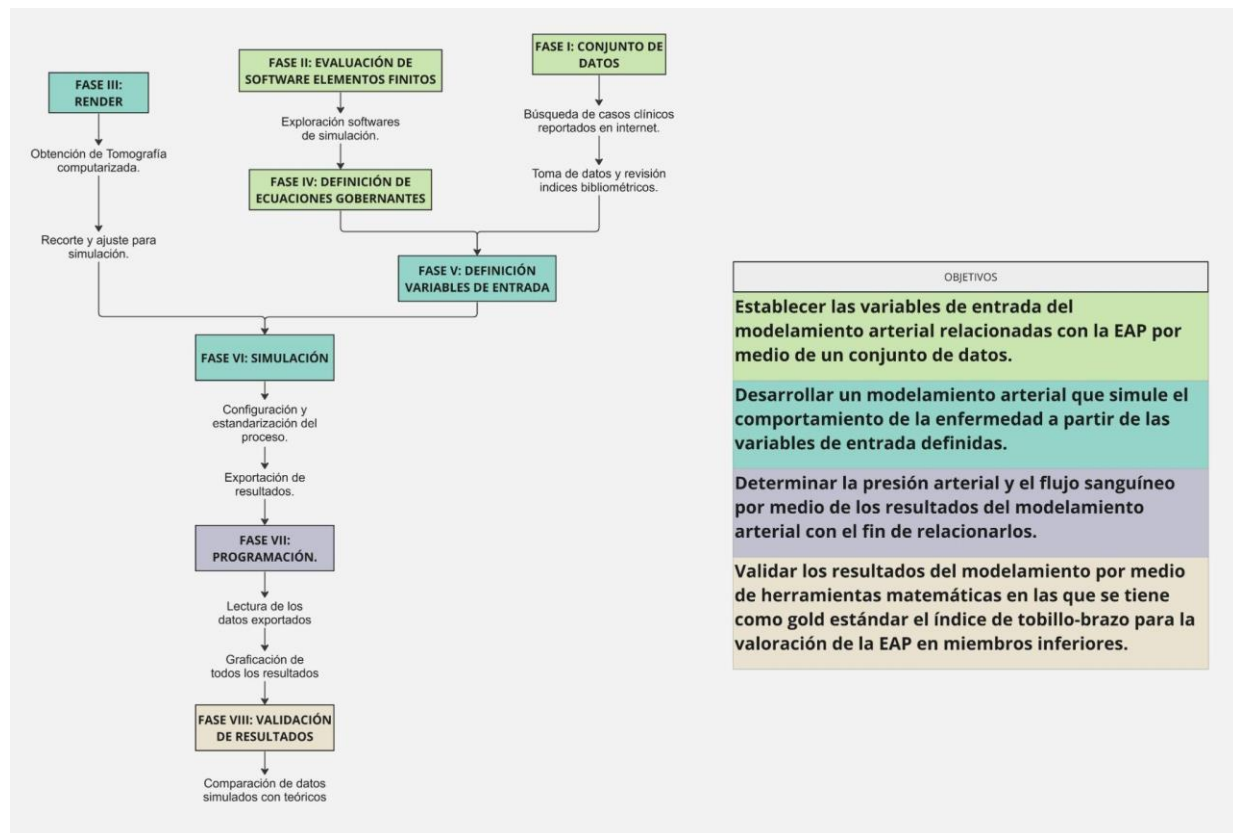 FASE III:
RENDER
Obtención de Tomografía
computarizada.
Recorte y ajuste para
simulación.
FASE II: EVALUACIÓN DE
SOFTWARE ELEMENTOS FINITOS
Exploración softwares
de simulación.
FASE IV: DEFINICIÓN DE
ECUACIONES GOBERNANTES
FASE I: CONJUNTO DE
DATOS
Búsqueda de casos clínicos
reportados en internet.
Toma de datos y revisión
indices bibliométricos.
FASE V: DEFINICIÓN
VARIABLES DE ENTRADA
FASE VI: SIMULACIÓN
Configuración y
estandarización del
proceso.
Exportación de
resultados.
FASE VII:
PROGRAMACIÓN.
Lectura de los
datos exportados
Graficación de
todos los resultados
FASE VIII: VALIDACIÓN
DE RESULTADOS
Comparación de datos
simulados con teóricos
OBJETIVOS
Establecer las variables de entrada del
modelamiento arterial relacionadas con la EAP por
medio de un conjunto de datos.
Desarrollar un modelamiento arterial que simule el
comportamiento de la enfermedad a partir de las
variables de entrada definidas.
Determinar la presión arterial y el flujo sanguíneo
por medio de los resultados del modelamiento
arterial con el fin de relacionarlos.
Validar los resultados del modelamiento por medio
de herramientas matemáticas en las que se tiene
como gold estándar el índice de tobillo-brazo para la
valoración de la EAP en miembros inferiores.